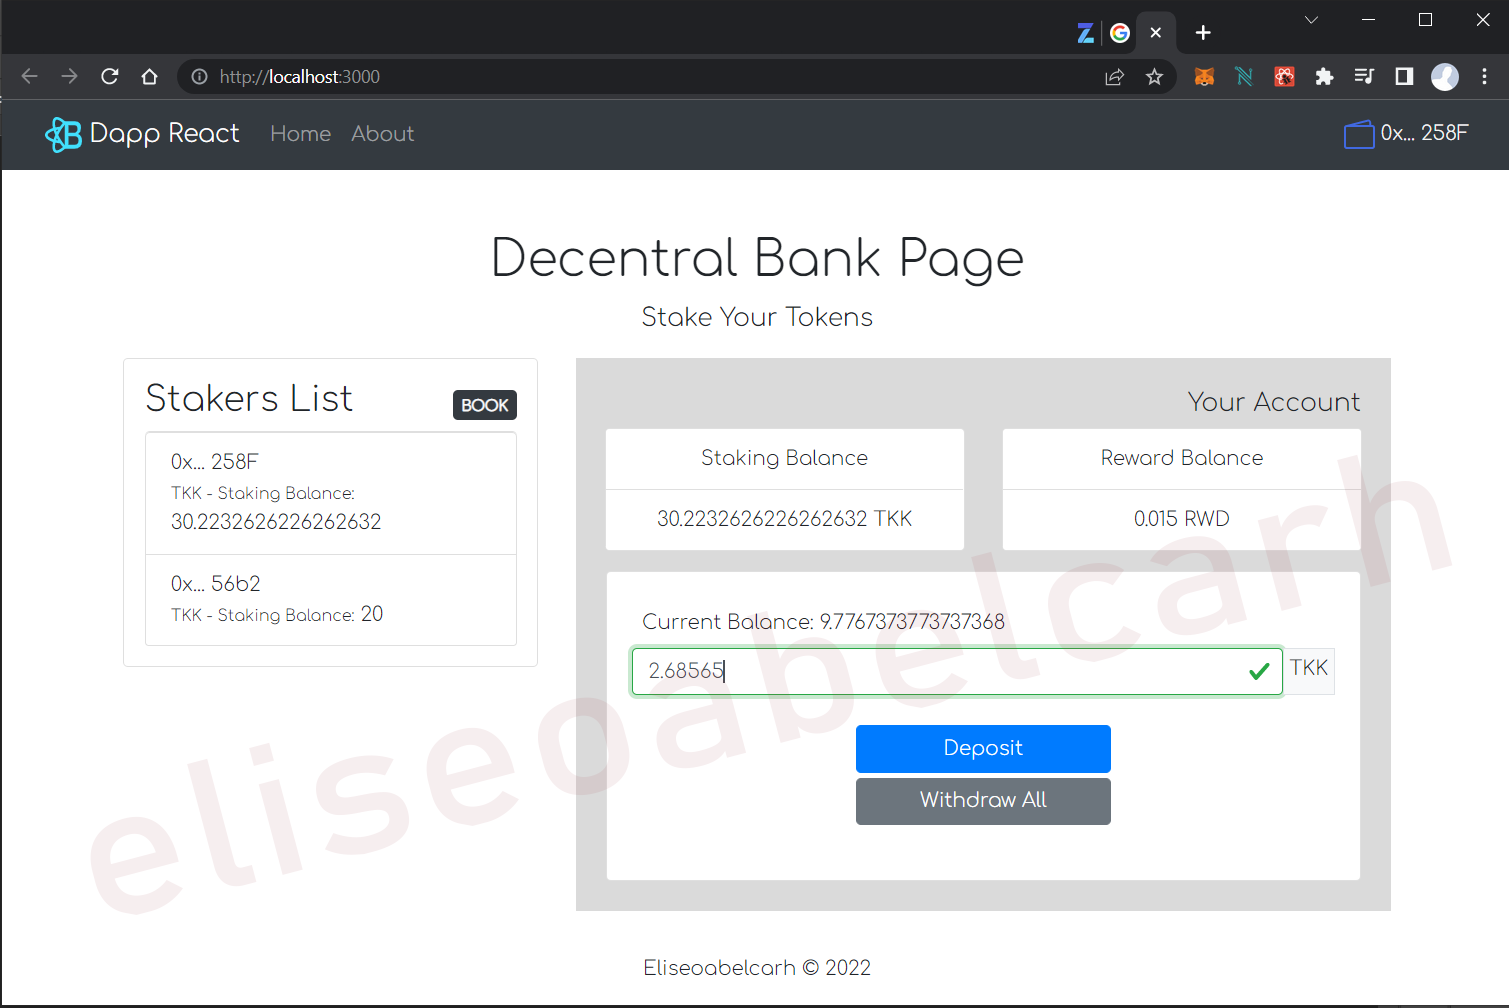 http://localhost:3000
Dapp React Home About 0x... 258F
Decentral Bank Page
Stake Your Tokens
Stakers List BOOK
0x... 258F
TKK - Staking Balance:
30.2232626226262632
0x... 56b2
TKK - Staking Balance: 20
Your Account
Staking Balance
30.2232626226262632 TKK
Reward Balance
0.015 RWD
Current Balance: 9.7767373773737368
2.68565 TKK
Deposit
Withdraw All
eliseoabelcarh
Eliseoabelcarh © 2022